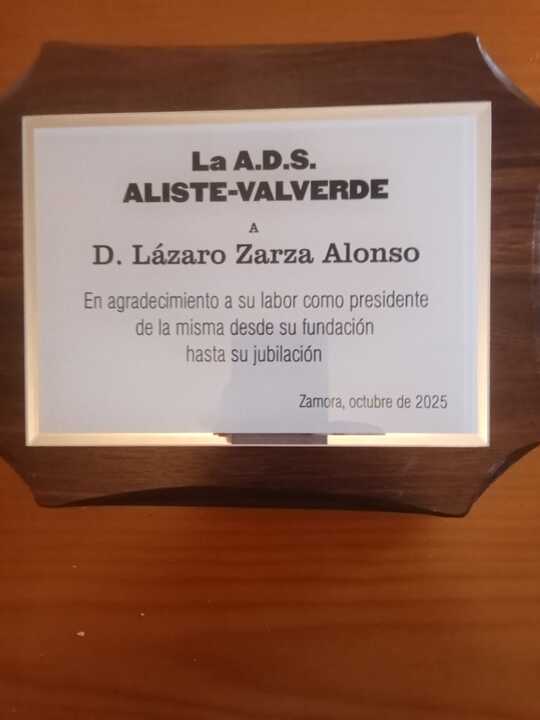 La A.D.S.
ALISTE-VALVERDE
A
D. Lázaro Zarza Alonso
En agradecimiento a su labor como presidente
de la misma desde su fundación
hasta su jubilación
Zamora, octubre de 2025